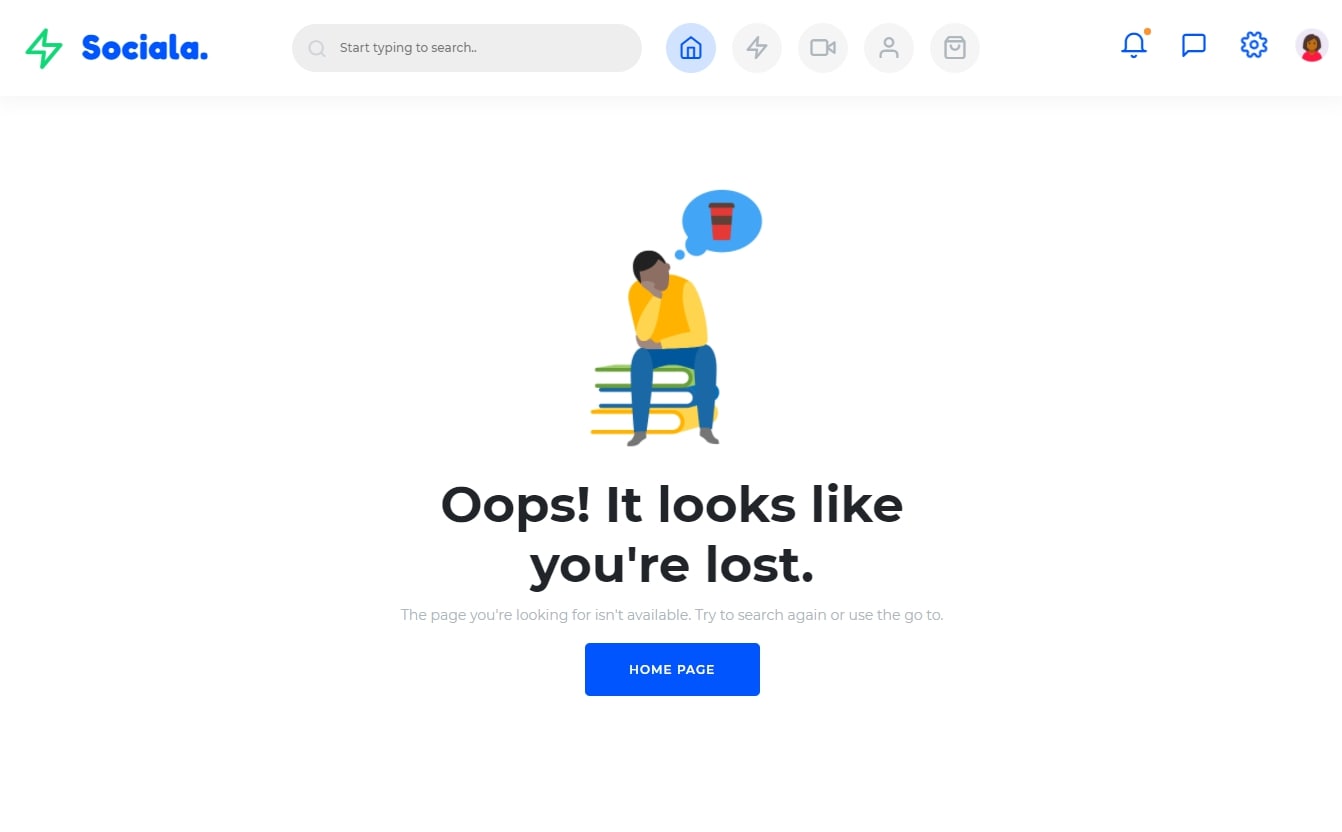 Sociala.
Start typing to search..
Oops! It looks like
you're lost.
The page you're looking for isn't available. Try to search again or use the go to.
HOME PAGE